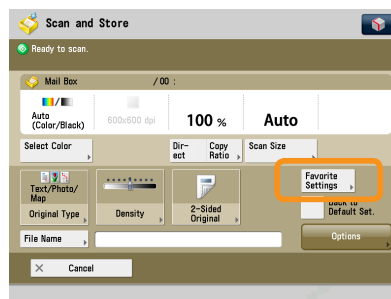 Scan and Store
Ready to scan.
Mail Box / 00 :
Auto
(Color/Black)
600x600 dpi
100 %
Auto
Select Color
Dir-
ect
Copy
Ratio
Scan Size
Text/Photo/
Map
Original Type
Density
2-Sided
Original
Favorite
Settings
Back to
Default Set.
File Name
Options
Cancel